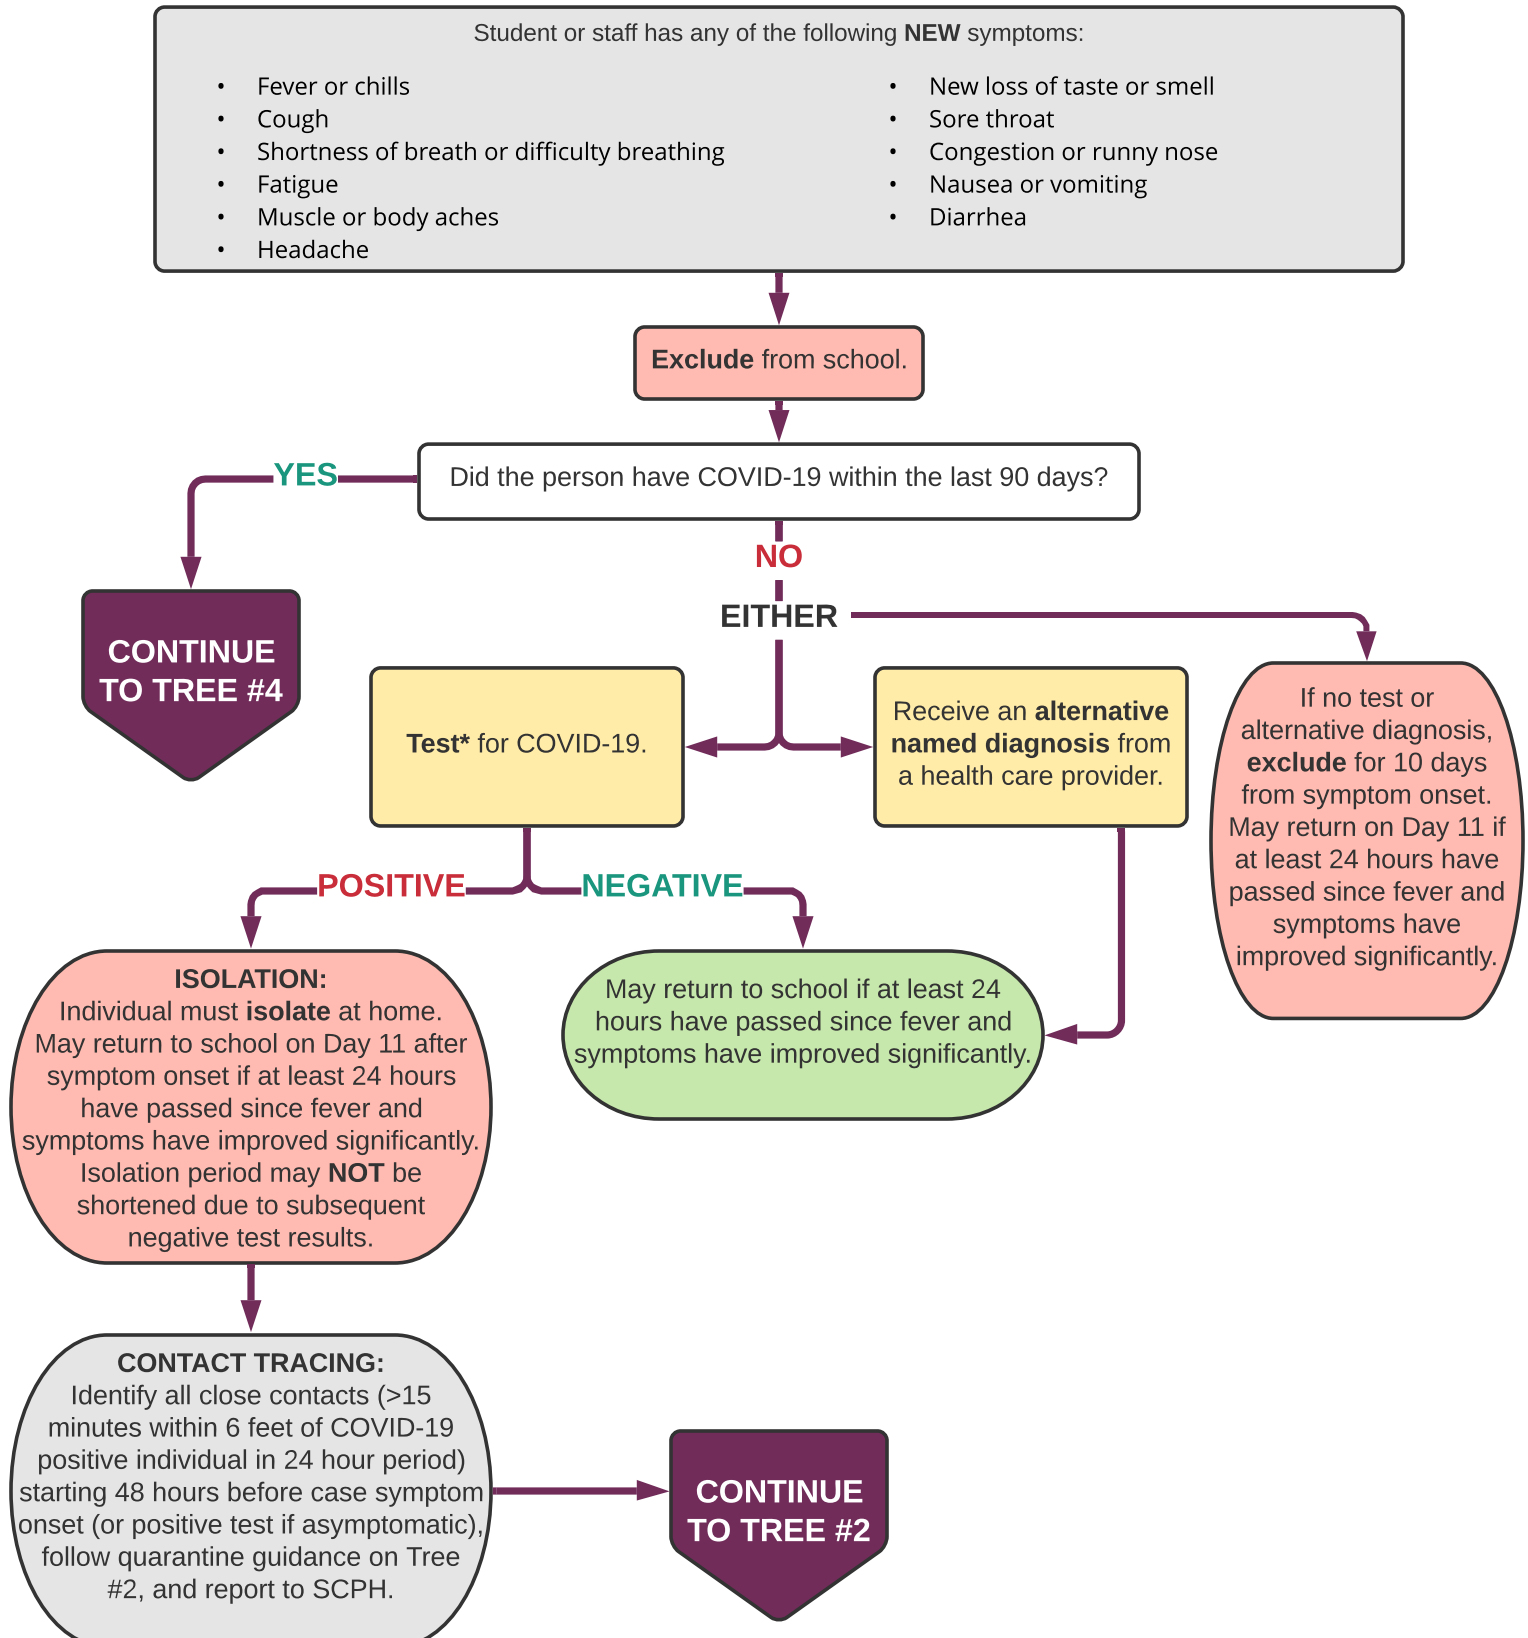 Student or staff has any of the following NEW symptoms:
• Fever or chills
• Cough
• Shortness of breath or difficulty breathing
• Fatigue
• Muscle or body aches
• Headache
• New loss of taste or smell
• Sore throat
• Congestion or runny nose
• Nausea or vomiting
• Diarrhea
Exclude from school.
Did the person have COVID-19 within the last 90 days?
YES
NO
EITHER
CONTINUE
TO TREE #4
Test* for COVID-19.
Receive an alternative
named diagnosis from
a health care provider.
If no test or
alternative diagnosis,
exclude for 10 days
from symptom onset.
May return on Day 11 if
at least 24 hours have
passed since fever and
symptoms have
improved significantly.
POSITIVE
NEGATIVE
ISOLATION:
Individual must isolate at home.
May return to school on Day 11 after
symptom onset if at least 24 hours
have passed since fever and
symptoms have improved significantly.
Isolation period may NOT be
shortened due to subsequent
negative test results.
May return to school if at least 24
hours have passed since fever and
symptoms have improved significantly.
CONTACT TRACING:
Identify all close contacts (>15
minutes within 6 feet of COVID-19
positive individual in 24 hour period)
starting 48 hours before case symptom
onset (or positive test if asymptomatic),
follow quarantine guidance on Tree
#2, and report to SCPH.
CONTINUE
TO TREE #2